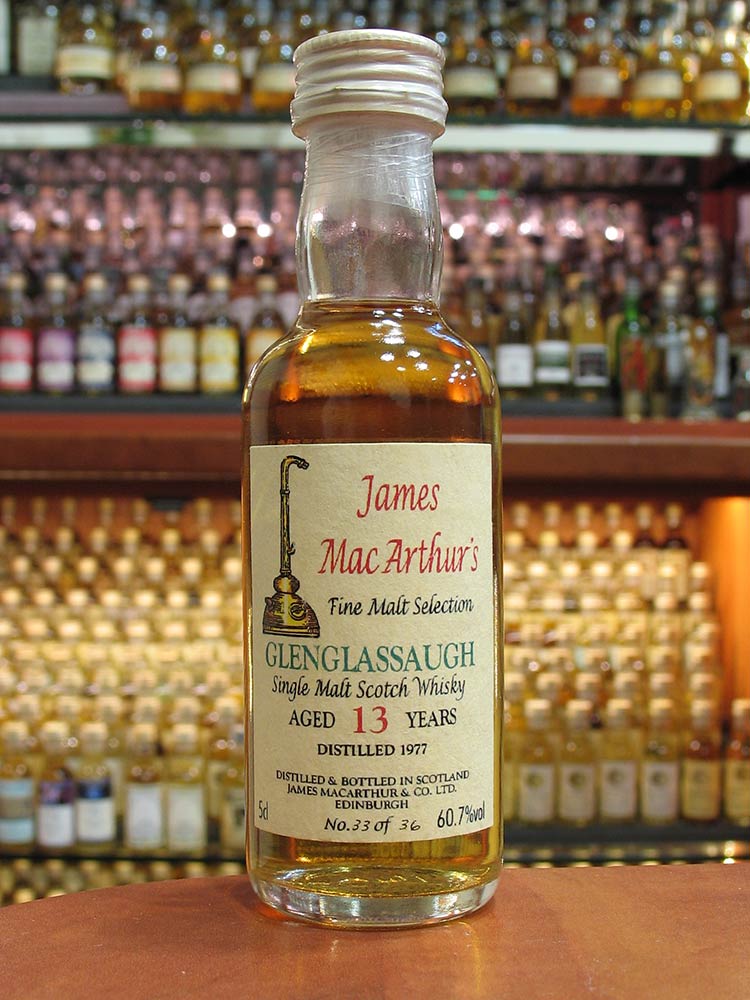 James
MacArthur's
Fine Malt Selection
GLENGLASSAUGH
Single Malt Scotch Whisky
AGED 13 YEARS
DISTILLED 1977
DISTILLED & BOTTLED IN SCOTLAND
JAMES MACARTHUR & CO. LTD.
EDINBURGH
5cl No. 33 of 36 60.7%vol